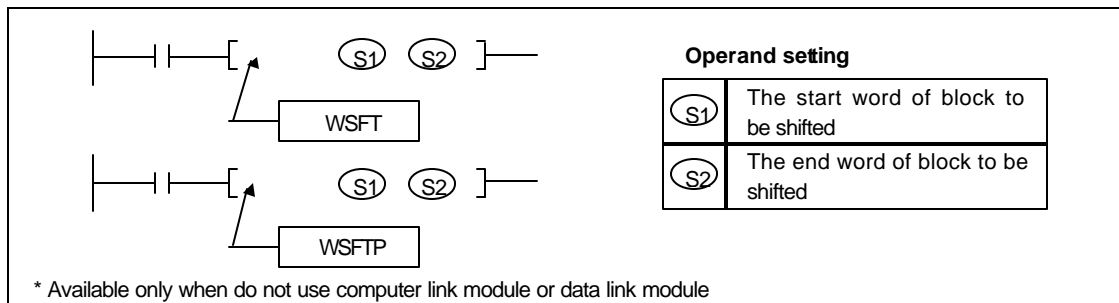 S1 S2
WSFT
S1 S2
WSFTP
Operand setting
S1 The start word of block to
be shifted
S2 The end word of block to be
shifted
* Available only when do not use computer link module or data link module